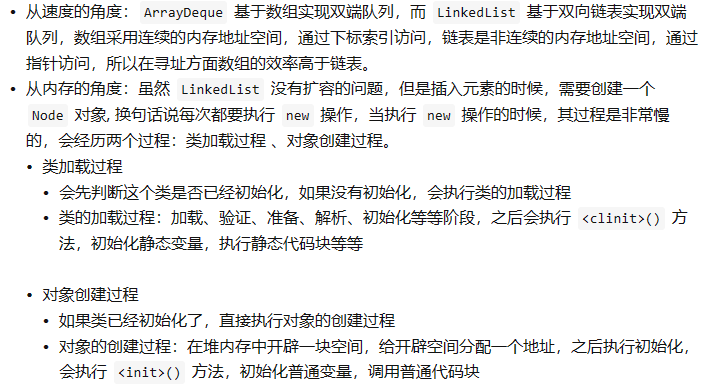 • 从速度的角度：ArrayDeque 基于数组实现双端队列，而 LinkedList 基于双向链表实现双端
队列，数组采用连续的内存地址空间，通过下标索引访问，链表是非连续的内存地址空间，通过
指针访问，所以在寻址方面数组的效率高于链表。
• 从内存的角度：虽然 LinkedList 没有扩容的问题，但是插入元素的时候，需要创建一个
Node 对象, 换句话说每次都要执行 new 操作，当执行 new 操作的时候，其过程是非常慢
的，会经历两个过程：类加载过程 、对象创建过程。
• 类加载过程
• 会先判断这个类是否已经初始化，如果没有初始化，会执行类的加载过程
• 类的加载过程：加载、验证、准备、解析、初始化等等阶段，之后会执行 <clinit>() 方
法，初始化静态变量，执行静态代码块等等
• 对象创建过程
• 如果类已经初始化了，直接执行对象的创建过程
• 对象的创建过程：在堆内存中开辟一块空间，给开辟空间分配一个地址，之后执行初始化，
会执行 <init>() 方法，初始化普通变量，调用普通代码块